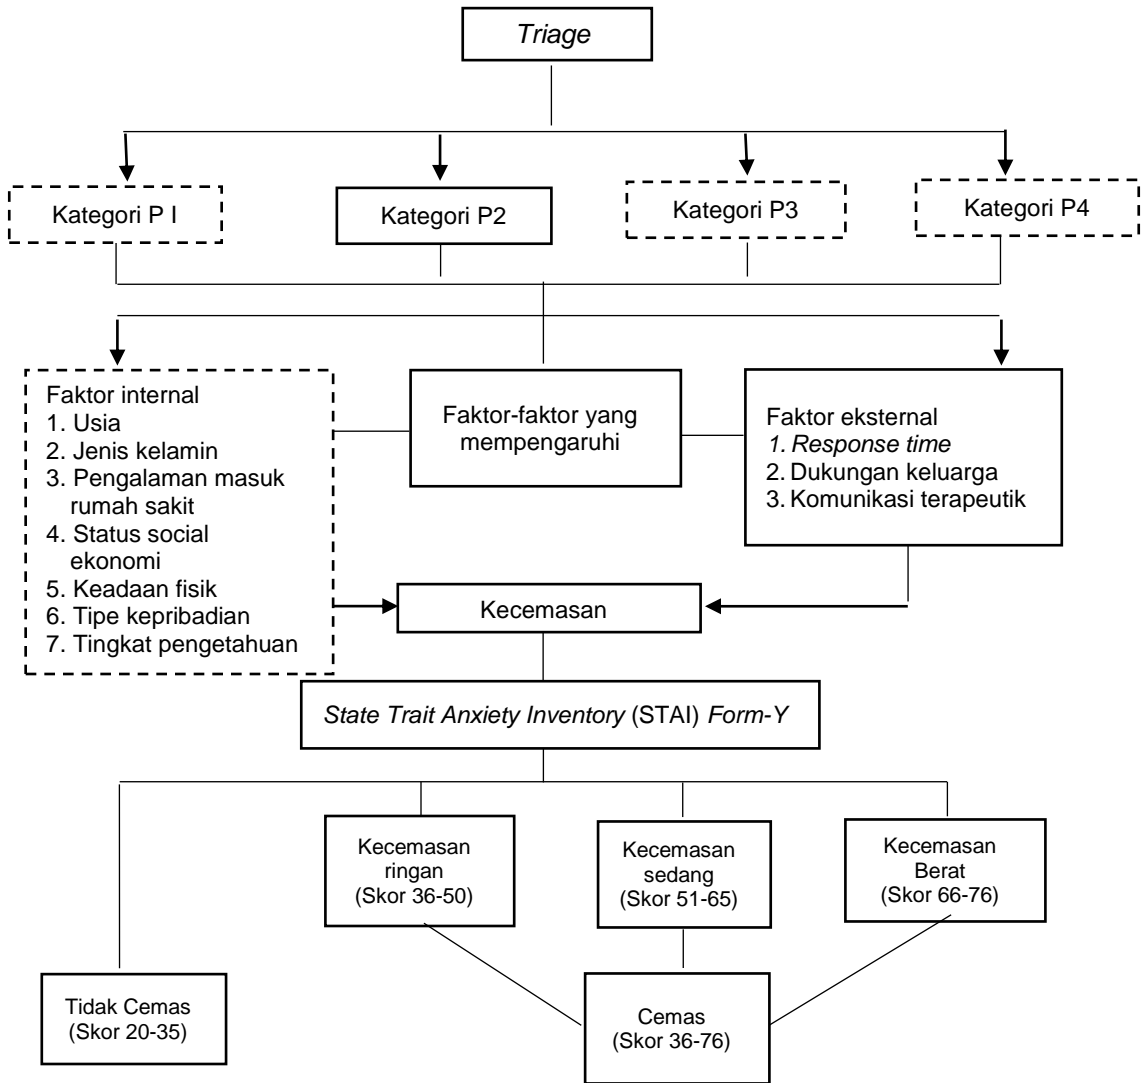 Triage
Kategori P I
Kategori P2
Kategori P3
Kategori P4
Faktor internal
1. Usia
2. Jenis kelamin
3. Pengalaman masuk
rumah sakit
4. Status social
ekonomi
5. Keadaan fisik
6. Tipe kepribadian
7. Tingkat pengetahuan
Faktor-faktor yang
mempengaruhi
Faktor eksternal
1. Response time
2. Dukungan keluarga
3. Komunikasi terapeutik
Kecemasan
State Trait Anxiety Inventory (STAI) Form-Y
Kecemasan
ringan
(Skor 36-50)
Kecemasan
sedang
(Skor 51-65)
Kecemasan
Berat
(Skor 66-76)
Tidak Cemas
(Skor 20-35)
Cemas
(Skor 36-76)